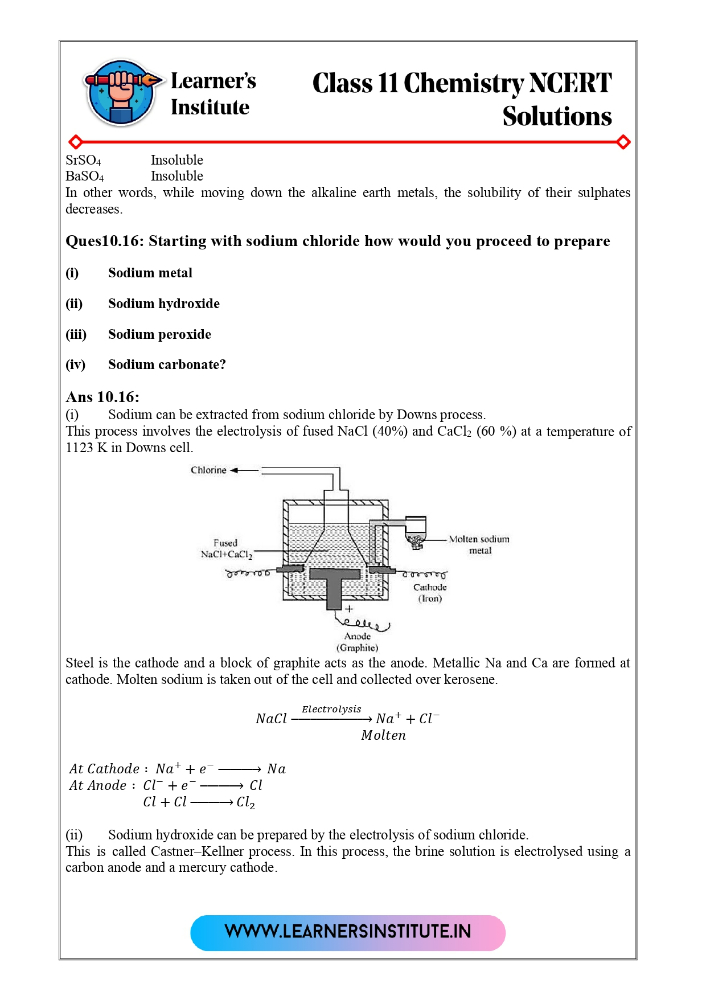 Learner's
Institute
Class 11 Chemistry NCERT
Solutions
SrSO₄ Insoluble
BaSO₄ Insoluble
In other words, while moving down the alkaline earth metals, the solubility of their sulphates
decreases.
Ques10.16: Starting with sodium chloride how would you proceed to prepare
(i) Sodium metal
(ii) Sodium hydroxide
(iii) Sodium peroxide
(iv) Sodium carbonate?
Ans 10.16:
(i) Sodium can be extracted from sodium chloride by Downs process.
This process involves the electrolysis of fused NaCl (40%) and CaCl₂ (60 %) at a temperature of
1123 K in Downs cell.
Chlorine
Fused
NaCl+CaCl₂
Molten sodium
metal
Cathode
(Iron)
+
Anode
(Graphite)
Steel is the cathode and a block of graphite acts as the anode. Metallic Na and Ca are formed at
cathode. Molten sodium is taken out of the cell and collected over kerosene.
Electrolysis
NaCl ⟶ Na⁺ + Cl⁻
Molten
At Cathode : Na⁺ + e⁻ ⟶ Na
At Anode : Cl⁻ + e⁻ ⟶ Cl
Cl + Cl ⟶ Cl₂
(ii) Sodium hydroxide can be prepared by the electrolysis of sodium chloride.
This is called Castner–Kellner process. In this process, the brine solution is electrolysed using a
carbon anode and a mercury cathode.
WWW.LEARNERSINSTITUTE.IN